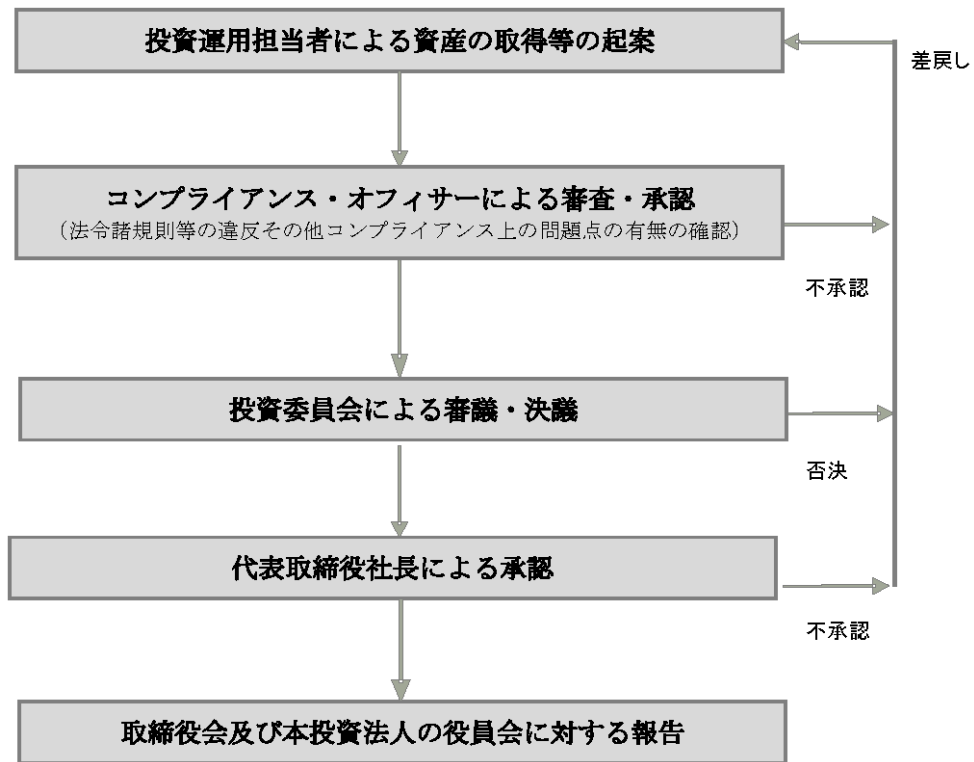 投資運用担当者による資産の取得等の起案
差戻し
コンプライアンス・オフィサーによる審査・承認
（法令諸規則等の違反その他コンプライアンス上の問題点の有無の確認）
不承認
投資委員会による審議・決議
否決
代表取締役社長による承認
不承認
取締役会及び本投資法人の役員会に対する報告